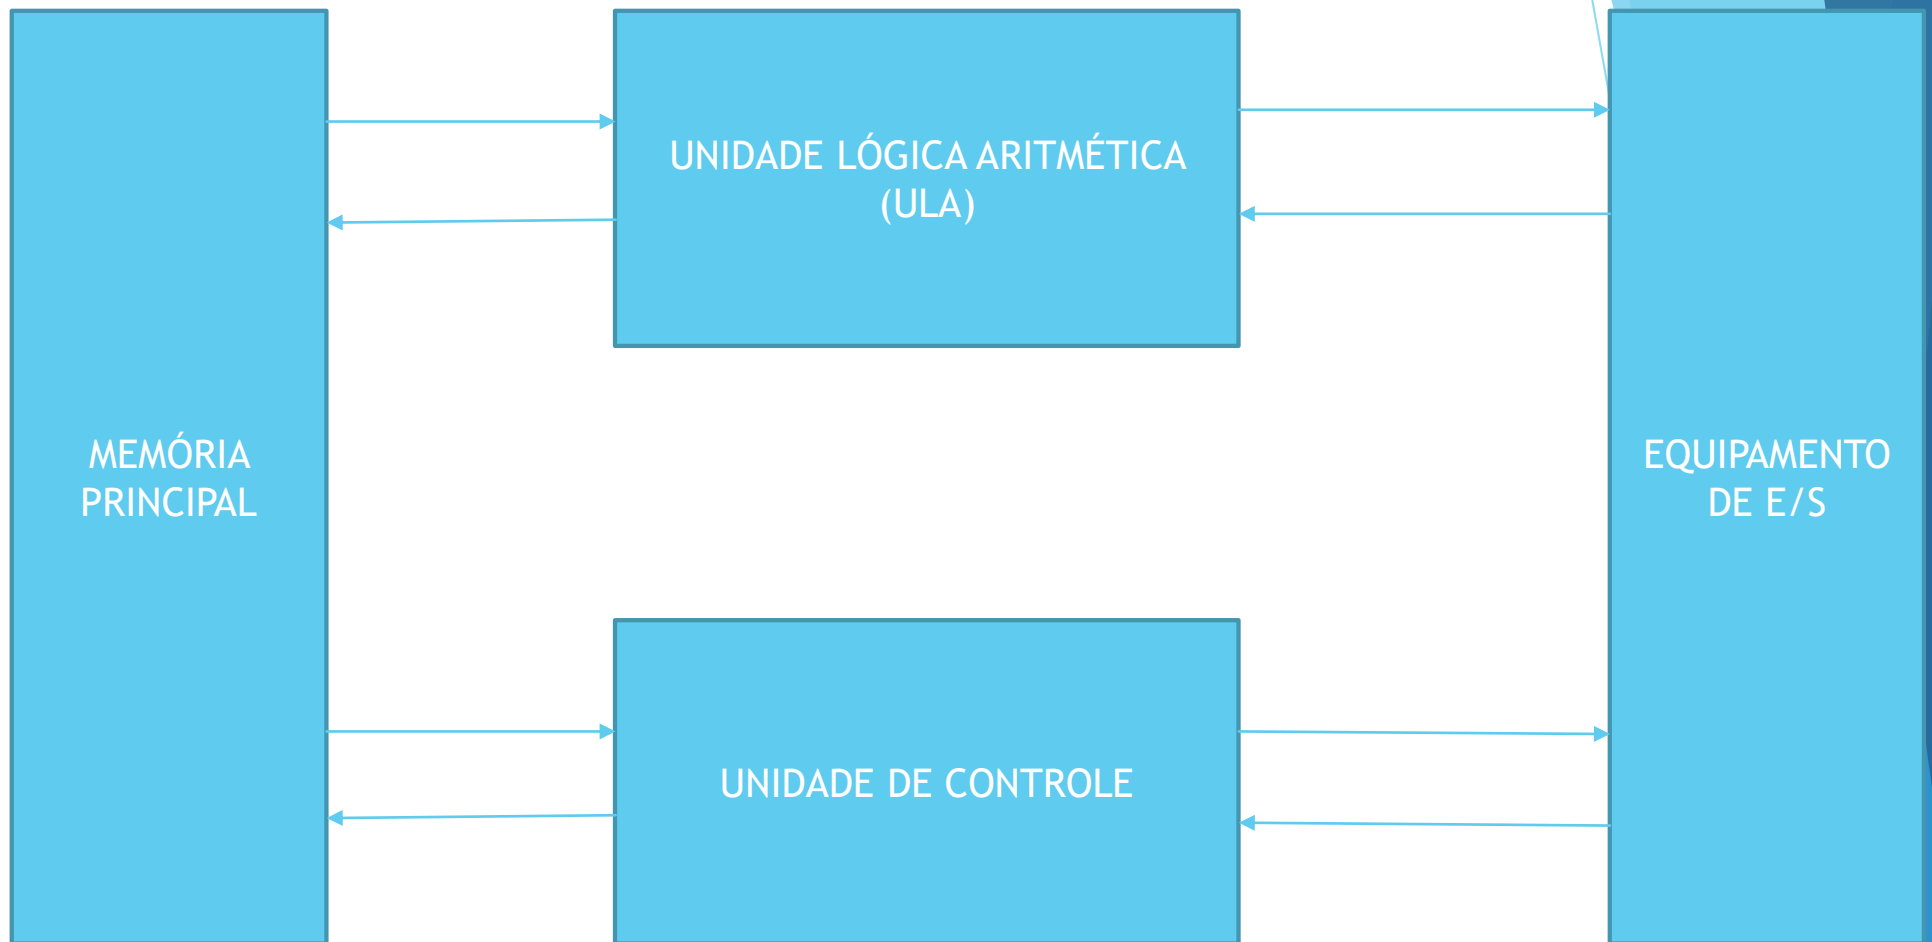 MEMÓRIA
PRINCIPAL
UNIDADE LÓGICA ARITMÉTICA
(ULA)
UNIDADE DE CONTROLE
EQUIPAMENTO
DE E/S